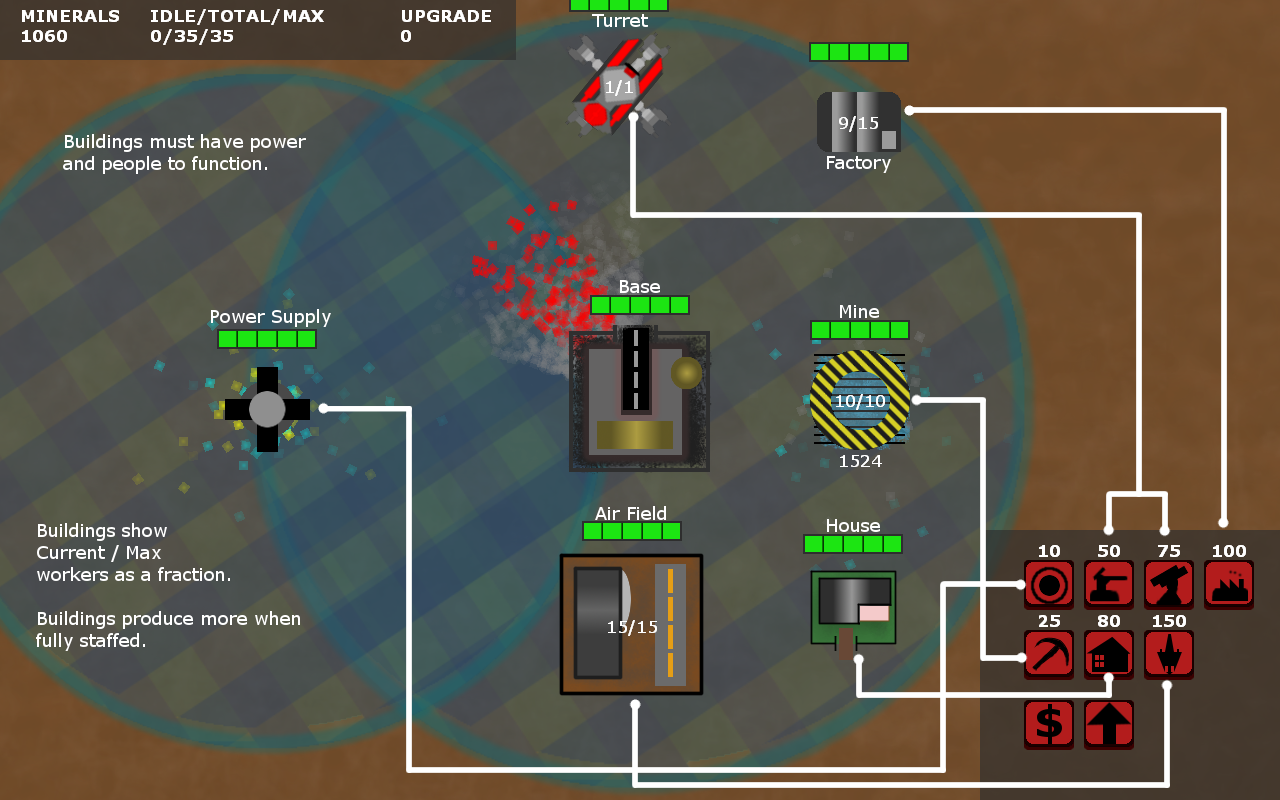 MINERALS IDLE/TOTAL/MAX UPGRADE
1060 0/35/35 0
Turret
1/1
9/15
Factory
Buildings must have power
and people to function.
Base
Power Supply
Mine
10/10
1524
Buildings show
Current / Max
workers as a fraction.
Buildings produce more when
fully staffed.
Air Field
15/15
House
10 50 75 100
25 80 150
$